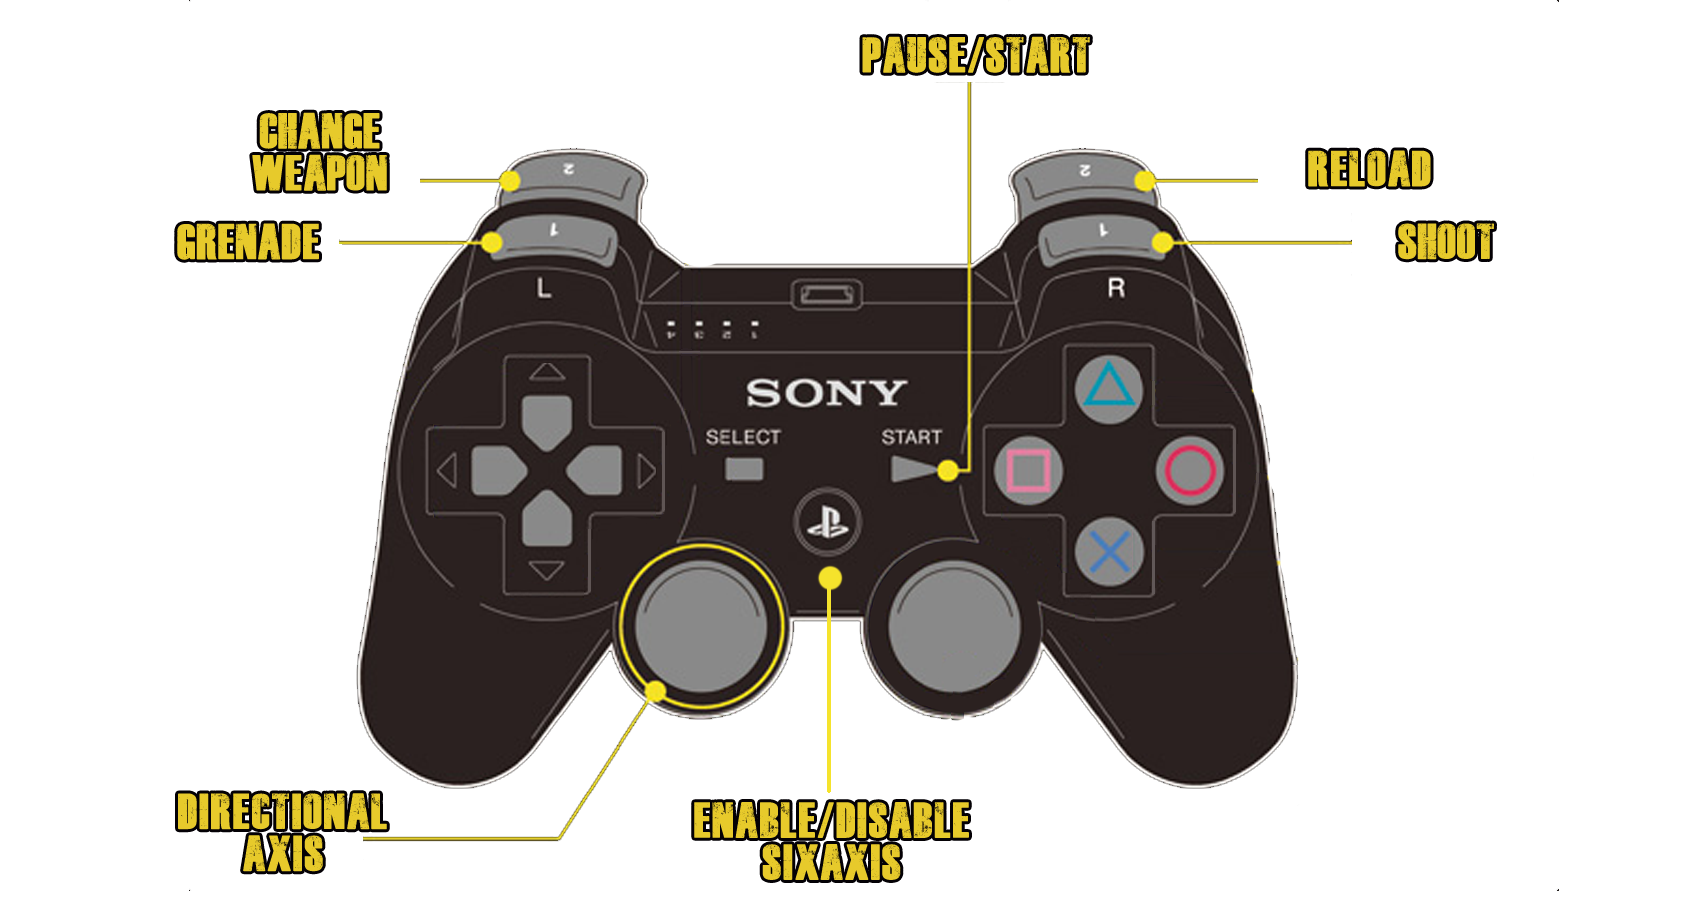 PAUSE/START
CHANGE
WEAPON
RELOAD
GRENADE
SHOOT
2
2
1
1
L
R
4 3 2 1
SONY
SELECT
START
DIRECTIONAL
AXIS
ENABLE/DISABLE
SIXAXIS